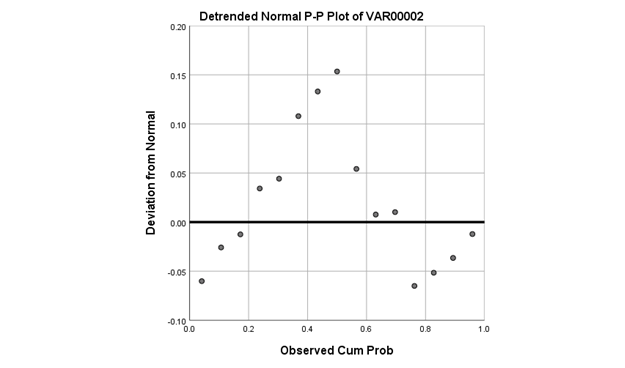 Detrended Normal P-P Plot of VAR00002
Deviation from Normal
0.20
0.15
0.10
0.05
0.00
-0.05
-0.10
0.0 0.2 0.4 0.6 0.8 1.0
Observed Cum Prob